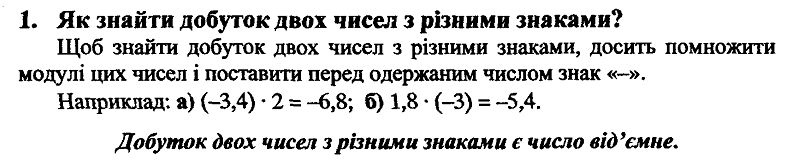 1. Як знайти добуток двох чисел з різними знаками?
Щоб знайти добуток двох чисел з різними знаками, досить помножити
модулі цих чисел і поставити перед одержаним числом знак «–».
Наприклад: а) (–3,4) · 2 = –6,8; б) 1,8 · (–3) = –5,4.
Добуток двох чисел з різними знаками є число від’ємне.